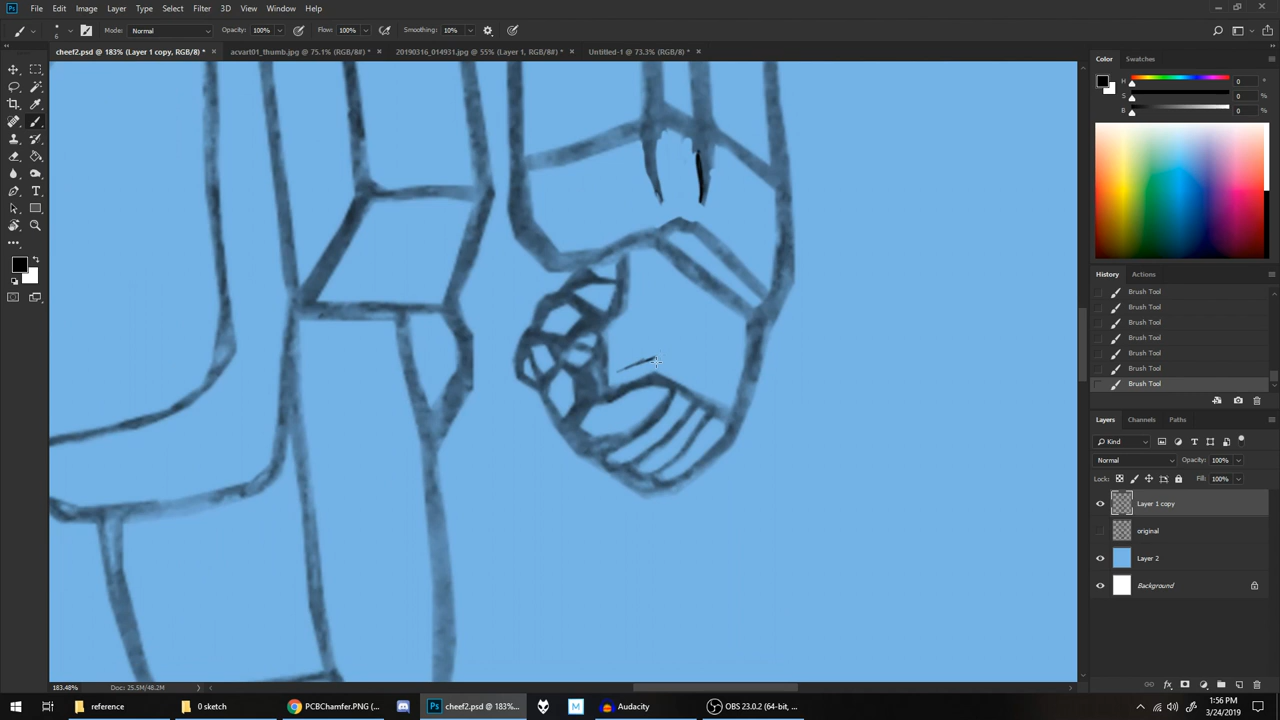 File Edit Image Layer Type Select Filter 3D View Window Help
6 Mode: Normal Opacity: 100% Flow: 100% Smoothing: 10%
cheef2.psd @ 183% (Layer 1 copy, RGB/8) * × acvart01_thumb.jpg @ 75.1% (RGB/8#) * × 20190316_014931.jpg @ 55% (Layer 1, RGB/8#) * × Untitled-1 @ 73.3% (RGB/8) * ×
Color Swatches
H 0 °
S 0 %
B 0 %
History Actions
Brush Tool
Brush Tool
Brush Tool
Brush Tool
Brush Tool
Brush Tool
Brush Tool
Layers Channels Paths
Kind
Normal Opacity: 100%
Lock: Fill: 100%
Layer 1 copy
original
Layer 2
Background
183.48% Doc: 25.5M/48.2M
reference 0 sketch PCBChamfer.PNG (... cheef2.psd @ 183%... Audacity OBS 23.0.2 (64-bit, ...
1:56 PM
3/24/2019